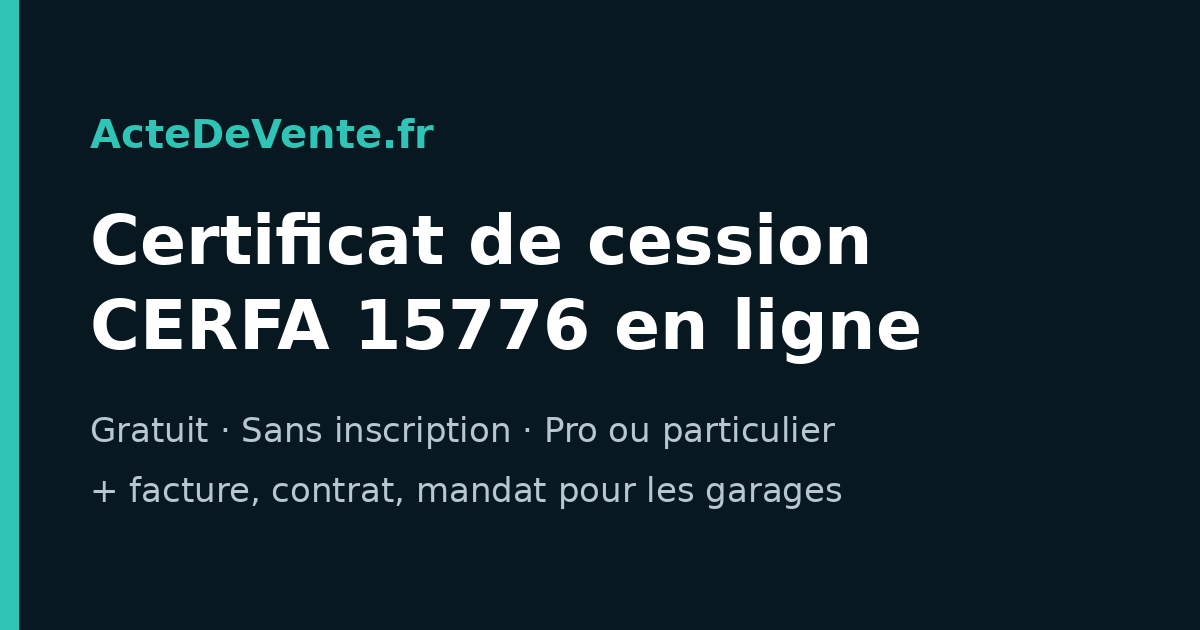 ActeDeVente.fr
Certificat de cession
CERFA 15776 en ligne
Gratuit · Sans inscription · Pro ou particulier
+ facture, contrat, mandat pour les garages